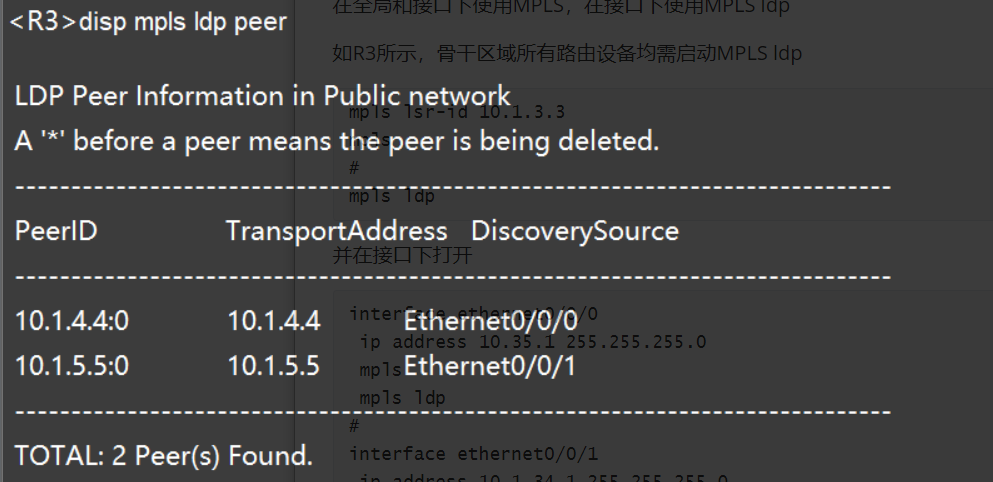 在全局和接口下使用MPLS，在接口下使用MPLS ldp
<R3>disp mpls ldp peer
如R3所示，骨干区域所有路由设备均需启动MPLS ldp
LDP Peer Information in Public network
mpls lsr-id 10.1.3.3
A '*' before a peer means the peer is being deleted.
mpls
#
------------------------------------------------------------------------------
mpls ldp
PeerID TransportAddress DiscoverySource
并在接口下打开
------------------------------------------------------------------------------
interface ethernet0/0/0
10.1.4.4:0 10.1.4.4 Ethernet0/0/0
ip address 10.35.1 255.255.255.0
10.1.5.5:0 10.1.5.5 Ethernet0/0/1
mpls
mpls ldp
------------------------------------------------------------------------------
#
TOTAL: 2 Peer(s) Found.
interface ethernet0/0/1
ip address 10.1.34.1 255.255.255.0